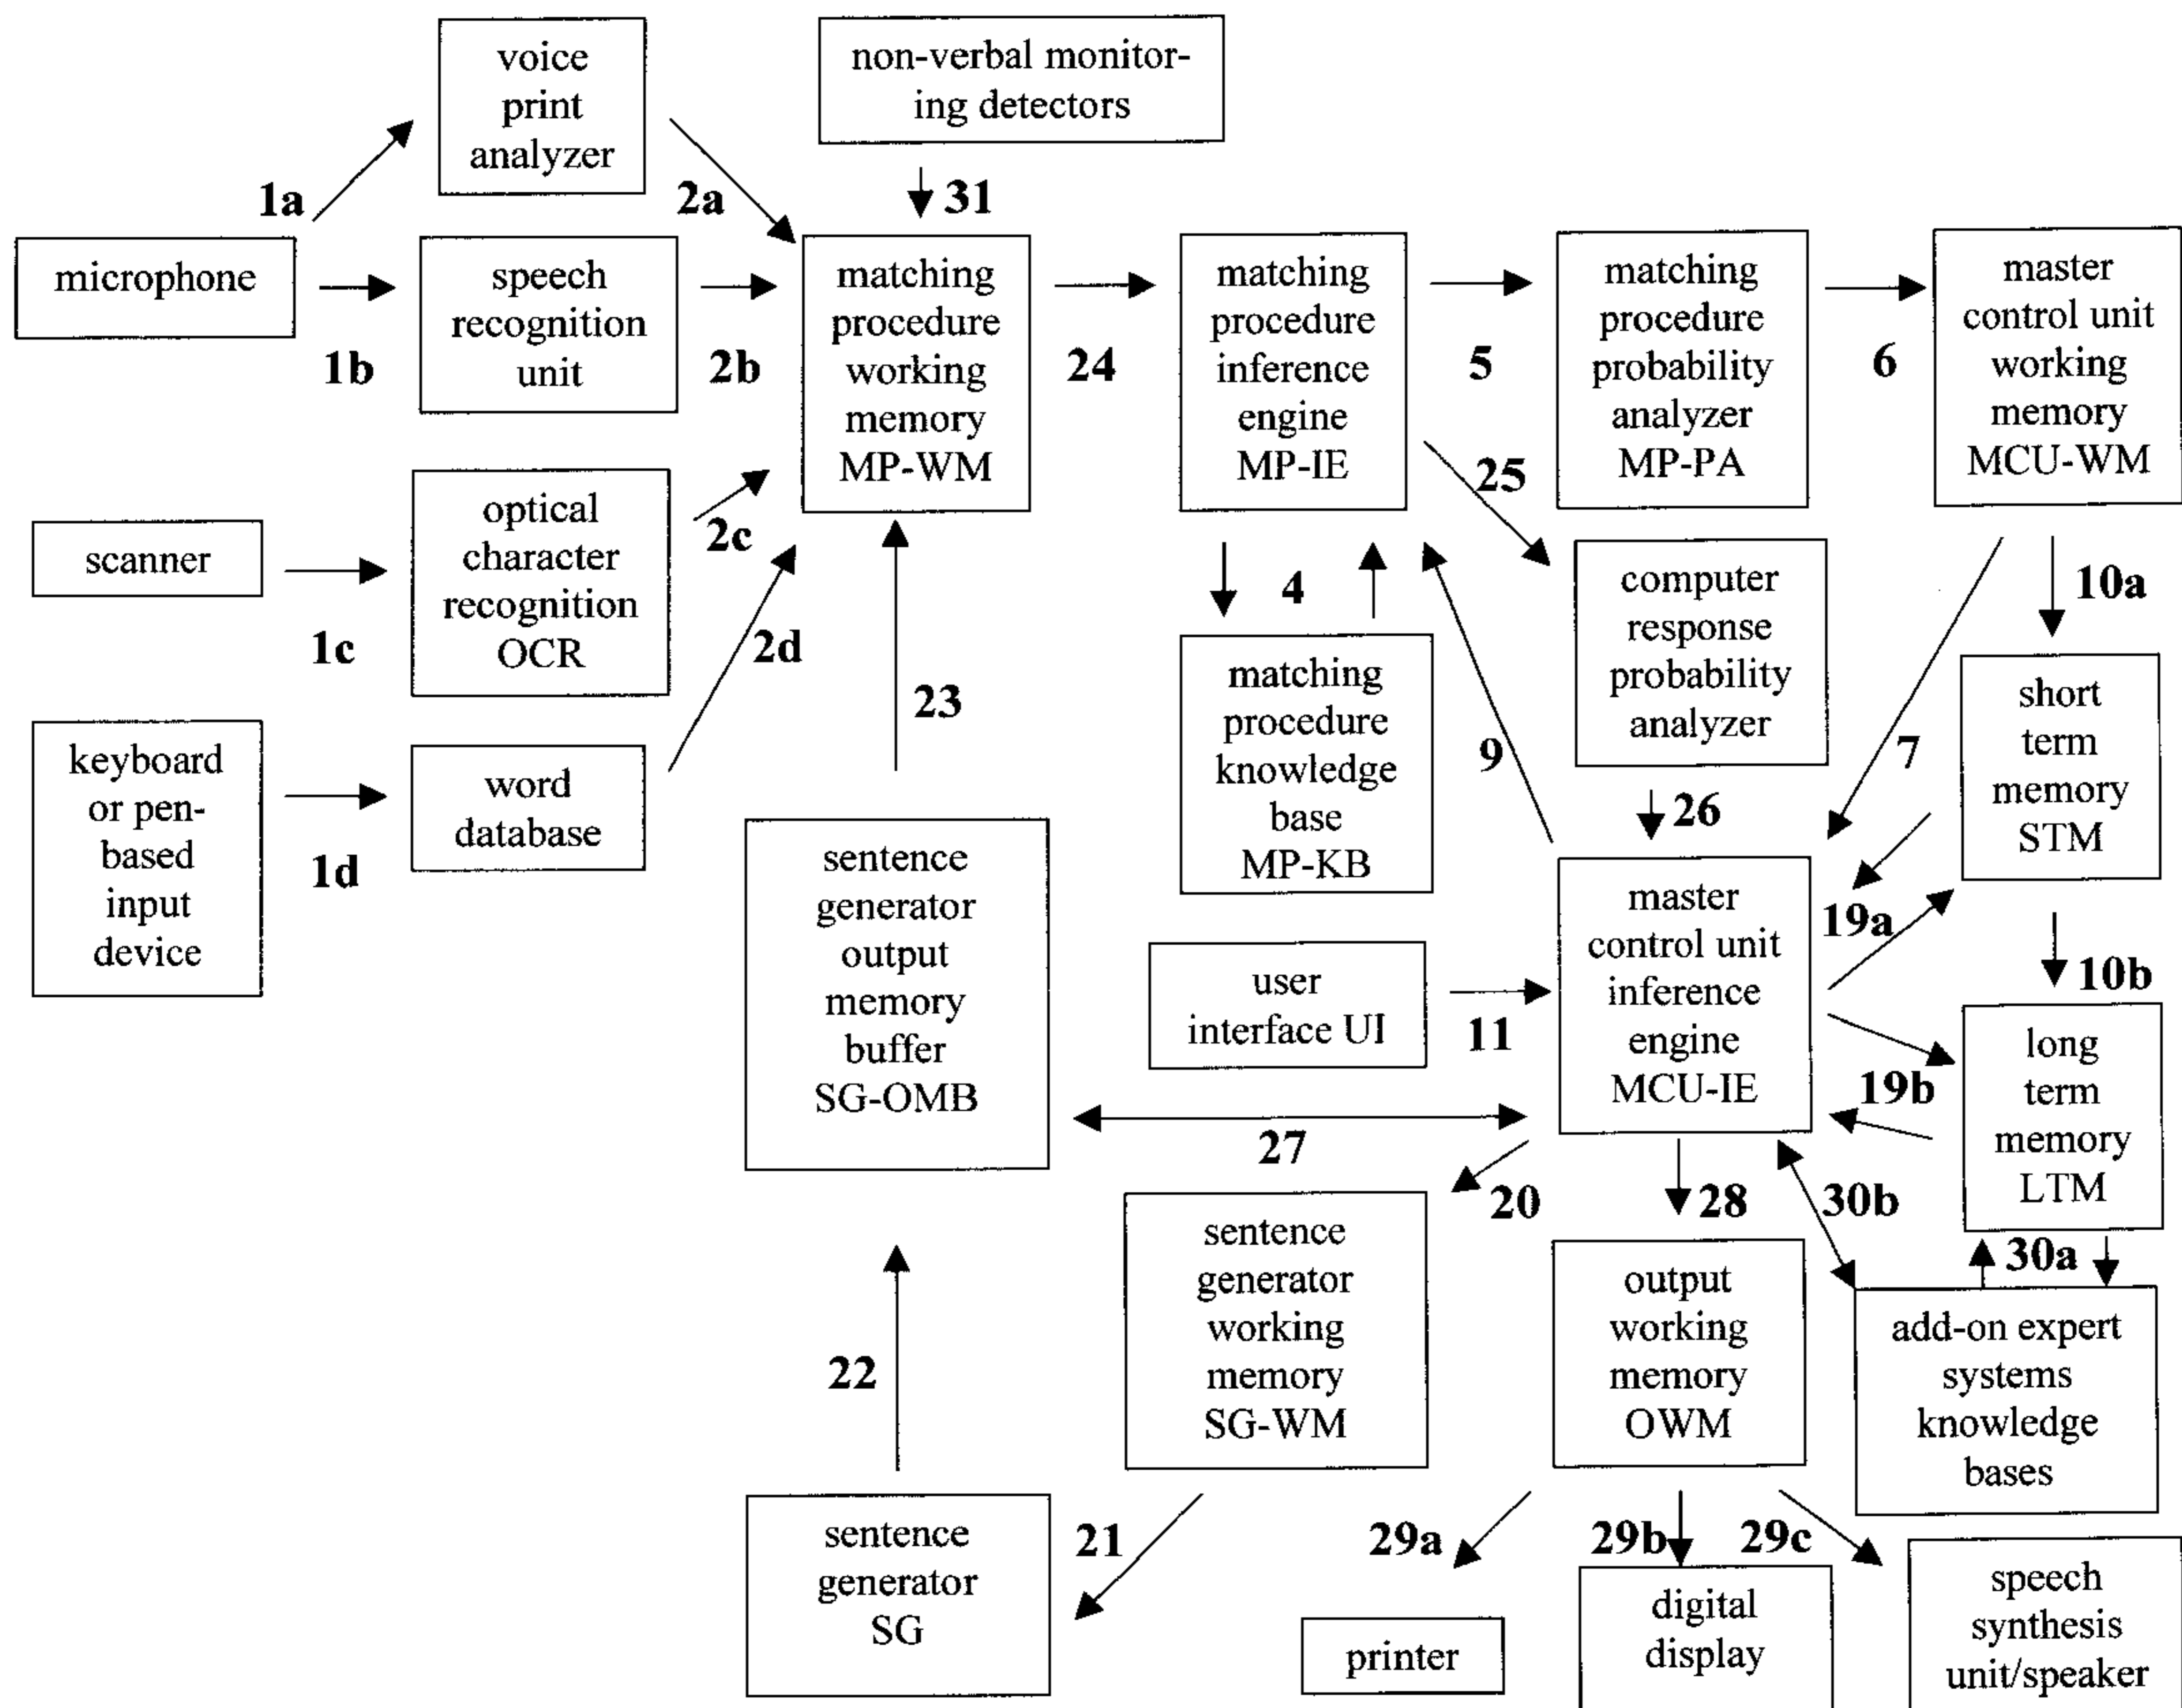 voice
print
analyzer
non-verbal monitor-
ing detectors
1a
2a
31
microphone
1b
speech
recognition
unit
2b
matching
procedure
working
memory
MP-WM
24
matching
procedure
inference
engine
MP-IE
5
matching
procedure
probability
analyzer
MP-PA
6
master
control unit
working
memory
MCU-WM
scanner
1c
optical
character
recognition
OCR
2c
2d
25
4
10a
computer
response
probability
analyzer
keyboard
or pen-
based
input
device
1d
word
database
23
matching
procedure
knowledge
base
MP-KB
9
26
7
short
term
memory
STM
sentence
generator
output
memory
buffer
SG-OMB
user
interface UI
11
master
control unit
inference
engine
MCU-IE
19a
10b
19b
long
term
memory
LTM
27
20
28
30b
30a
22
sentence
generator
working
memory
SG-WM
output
working
memory
OWM
add-on expert
systems
knowledge
bases
sentence
generator
SG
21
29a
29b
29c
printer
digital
display
speech
synthesis
unit/speaker